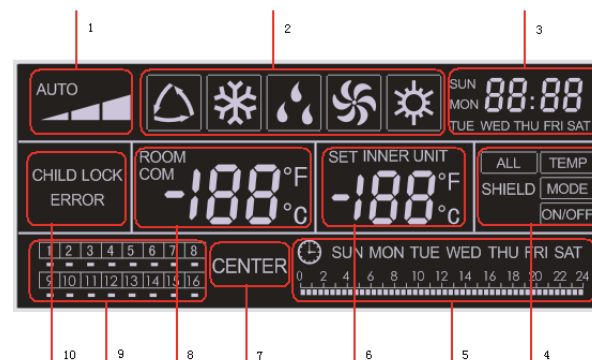 1 2 3
AUTO
SUN 88:88
MON
TUE WED THU FRI SAT
CHILD LOCK
ERROR
ROOM
COM
-188 °F
°C
SET INNER UNIT
-188 °F
°C
ALL TEMP
SHIELD MODE
ON/OFF
1 2 3 4 5 6 7 8
9 10 11 12 13 14 15 16
CENTER
SUN MON TUE WED THU FRI SAT
0 2 4 6 8 10 12 14 16 18 20 22 24
10 9 8 7 6 5 4